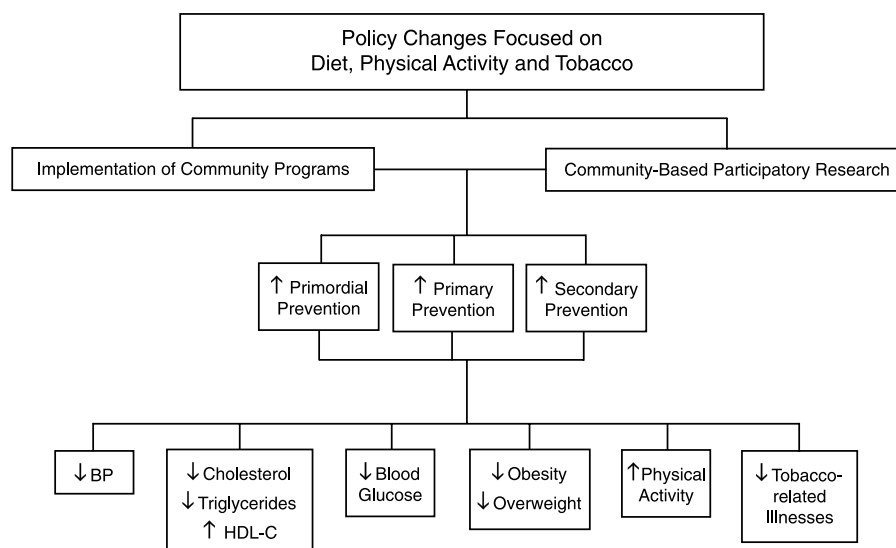 Policy Changes Focused on
Diet, Physical Activity and Tobacco
Implementation of Community Programs
Community-Based Participatory Research
↑ Primordial
Prevention
↑ Primary
Prevention
↑ Secondary
Prevention
↓ BP
↓ Cholesterol
↓ Triglycerides
↑ HDL-C
↓ Blood
Glucose
↓ Obesity
↓ Overweight
↑ Physical
Activity
↓ Tobacco-
related
Illnesses